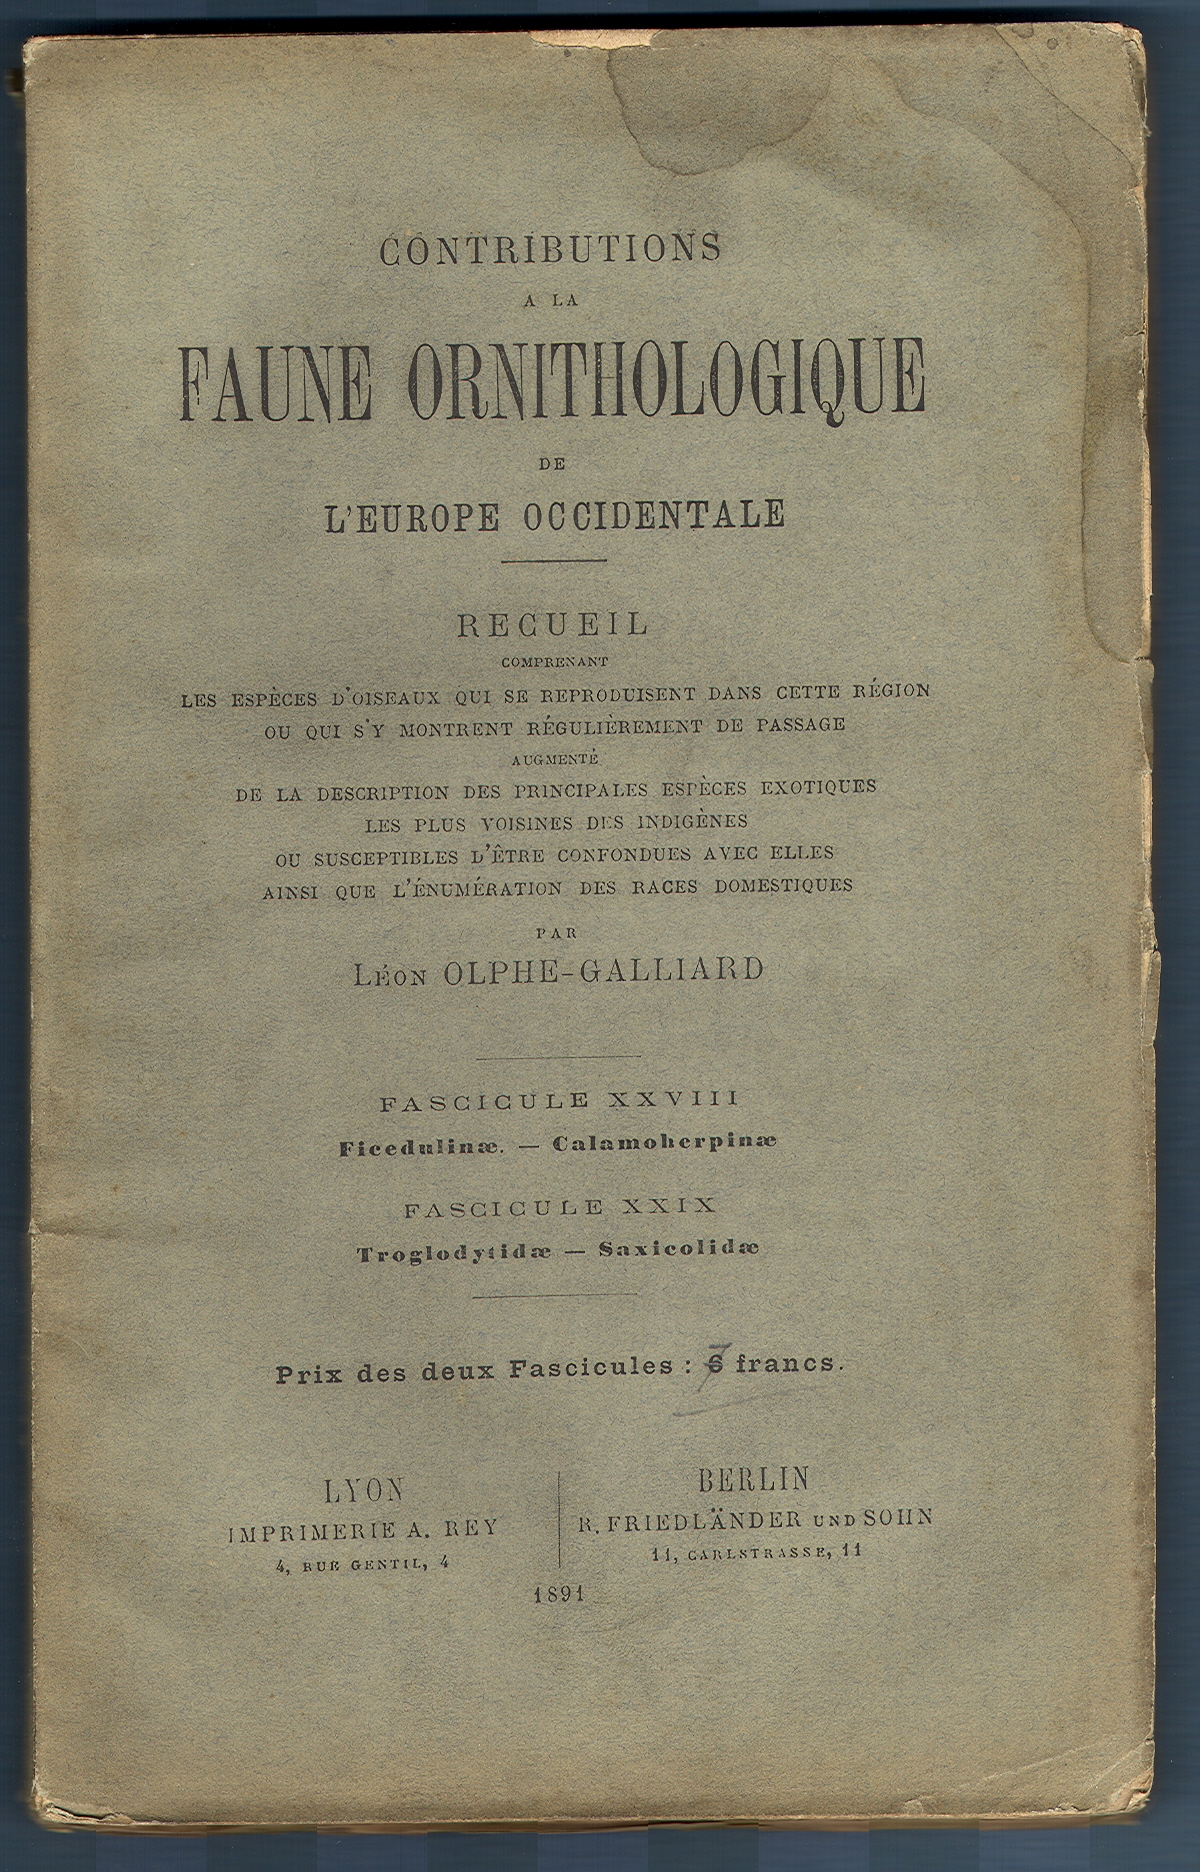 CONTRIBUTIONS
A LA
FAUNE ORNITHOLOGIQUE
DE
L'EUROPE OCCIDENTALE
RECUEIL
COMPRENANT
LES ESPÈCES D'OISEAUX QUI SE REPRODUISENT DANS CETTE RÉGION
OU QUI S'Y MONTRENT RÉGULIÈREMENT DE PASSAGE
AUGMENTÉ
DE LA DESCRIPTION DES PRINCIPALES ESPÈCES EXOTIQUES
LES PLUS VOISINES DES INDIGÈNES
OU SUSCEPTIBLES D'ÊTRE CONFONDUES AVEC ELLES
AINSI QUE L'ÉNUMÉRATION DES RACES DOMESTIQUES
PAR
LÉON OLPHE-GALLIARD
FASCICULE XXVIII
Ficedulinæ. — Calamoherpinæ
FASCICULE XXIX
Troglodytidæ — Saxicolidæ
Prix des deux Fascicules : 7 francs.
LYON
IMPRIMERIE A. REY
4, RUE GENTIL, 4
BERLIN
R. FRIEDLÄNDER UND SOHN
11, CARLSTRASSE, 11
1891